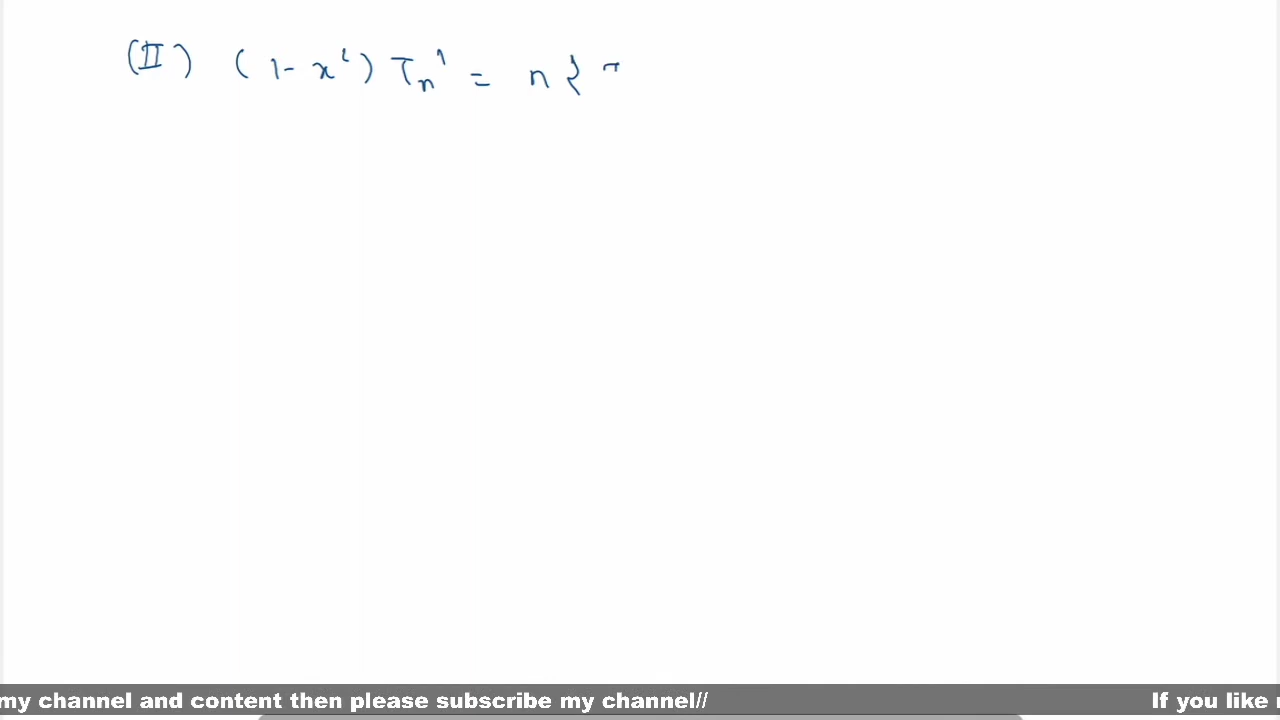 (II) (1-x²) Tₙ' = n {
my channel and content then please subscribe my channel// If you like